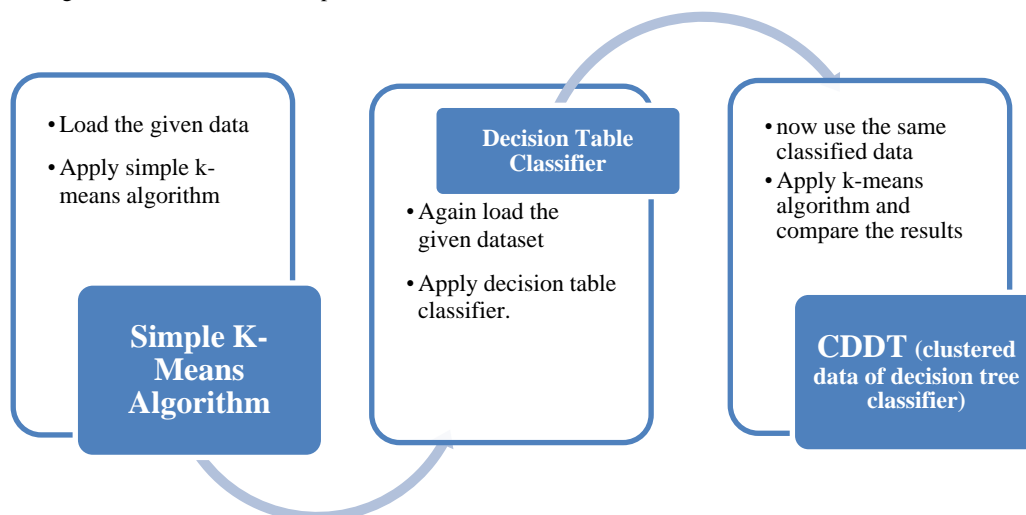 • Load the given data
• Apply simple k-
means algorithm
Simple K-
Means
Algorithm
Decision Table
Classifier
• Again load the
given dataset
• Apply decision table
classifier.
• now use the same
classified data
• Apply k-means
algorithm and
compare the results
CDDT (clustered
data of decision tree
classifier)